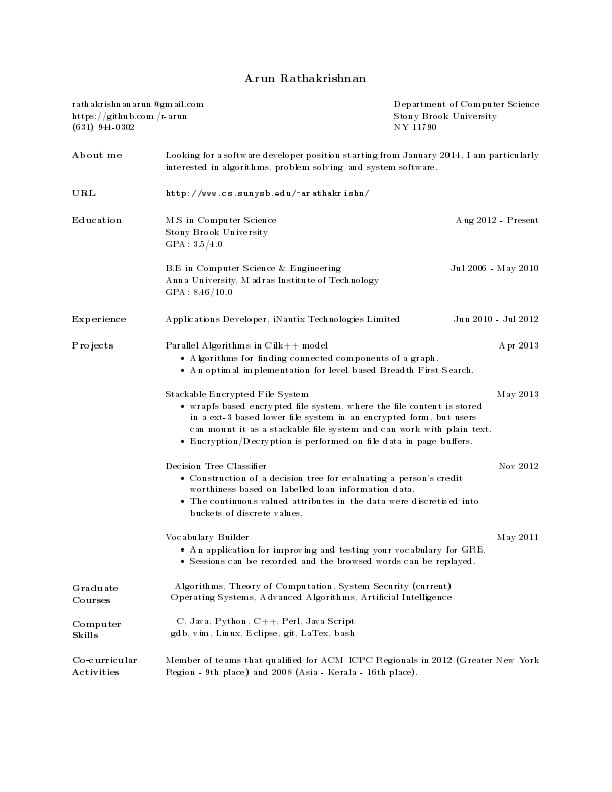 Arun Rathakrishnan
rathakrishnanarun@gmail.com
https://github.com/r-arun
(631) 944-0302
Department of Computer Science
Stony Brook University
NY 11790
About me
Looking for a software developer position starting from January 2014. I am particularly
interested in algorithms, problem solving and system software.
URL
http://www.cs.sunysb.edu/~arathakrishn/
Education
M.S in Computer Science Aug 2012 - Present
Stony Brook University
GPA: 3.5/4.0
B.E in Computer Science & Engineering Jul 2006 - May 2010
Anna University, Madras Institute of Technology
GPA: 8.46/10.0
Experience
Applications Developer, iNautix Technologies Limited Jun 2010 - Jul 2012
Projects
Parallel Algorithms in Cilk++ model Apr 2013
• Algorithms for finding connected components of a graph.
• An optimal implementation for level based Breadth First Search.
Stackable Encrypted File System May 2013
• wrapfs based encrypted file system, where the file content is stored
in a ext-3 based lower file system in an encrypted form, but users
can mount it as a stackable file system and can work with plain text.
• Encryption/Decryption is performed on file data in page buffers.
Decision Tree Classifier Nov 2012
• Construction of a decision tree for evaluating a person's credit
worthiness based on labelled loan information data.
• The continuous valued attributes in the data were discretized into
buckets of discrete values.
Vocabulary Builder May 2011
• An application for improving and testing your vocabulary for GRE.
• Sessions can be recorded and the browsed words can be replayed.
Graduate
Courses
Algorithms, Theory of Computation, System Security (current)
Operating Systems, Advanced Algorithms, Artificial Intelligence
Computer
Skills
C, Java, Python, C++, Perl, JavaScript
gdb, vim, Linux, Eclipse, git, LaTex, bash
Co-curricular
Activities
Member of teams that qualified for ACM ICPC Regionals in 2012 (Greater New York
Region - 9th place) and 2008 (Asia - Kerala - 16th place).